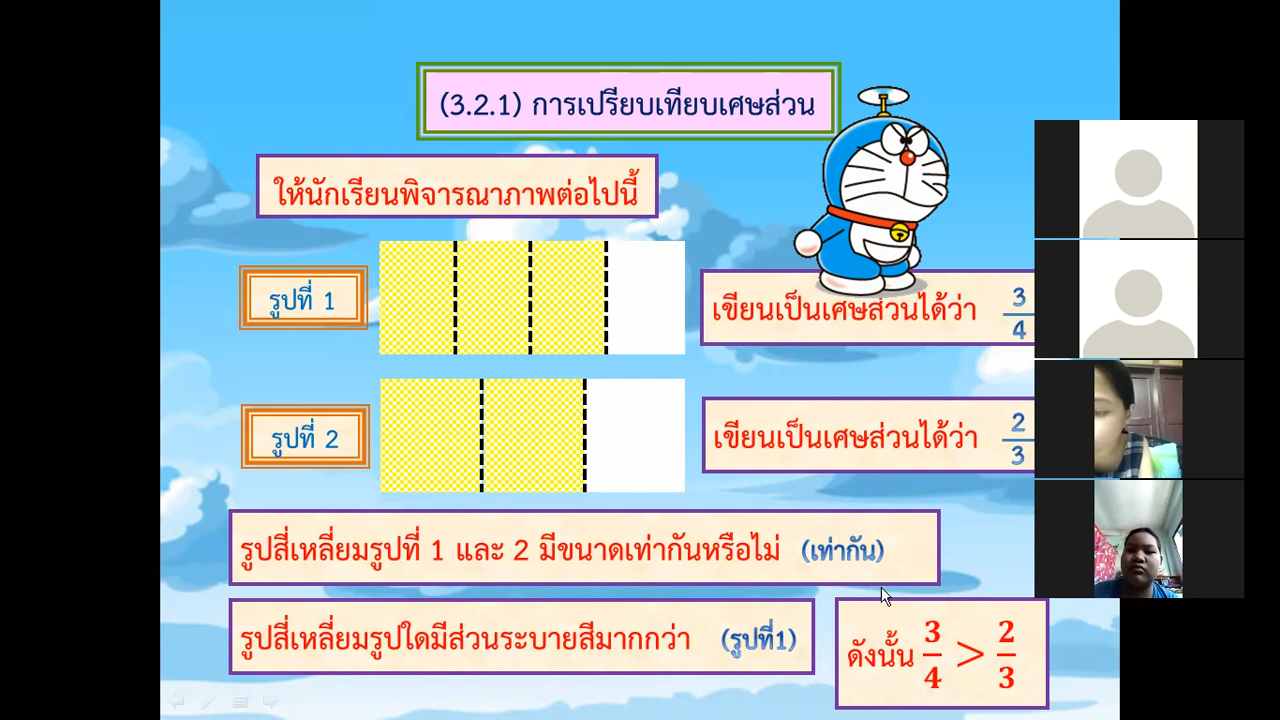 (3.2.1) การเปรียบเทียบเศษส่วน
ให้นักเรียนพิจารณาภาพต่อไปนี้
รูปที่ 1
เขียนเป็นเศษส่วนได้ว่า 3/4
รูปที่ 2
เขียนเป็นเศษส่วนได้ว่า 2/3
รูปสี่เหลี่ยมรูปที่ 1 และ 2 มีขนาดเท่ากันหรือไม่ (เท่ากัน)
รูปสี่เหลี่ยมรูปใดมีส่วนระบายสีมากกว่า (รูปที่1)
ดังนั้น 3/4 > 2/3